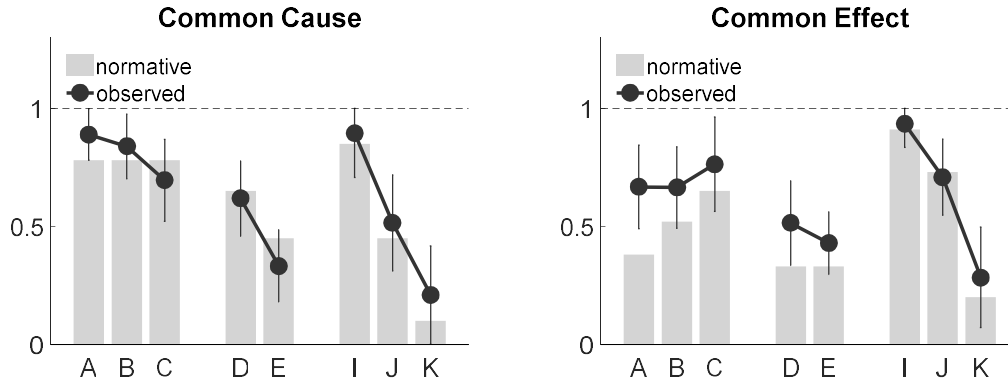 Common Cause
normative
observed
1
0.5
0
A B C D E I J K
Common Effect
normative
observed
1
0.5
0
A B C D E I J K